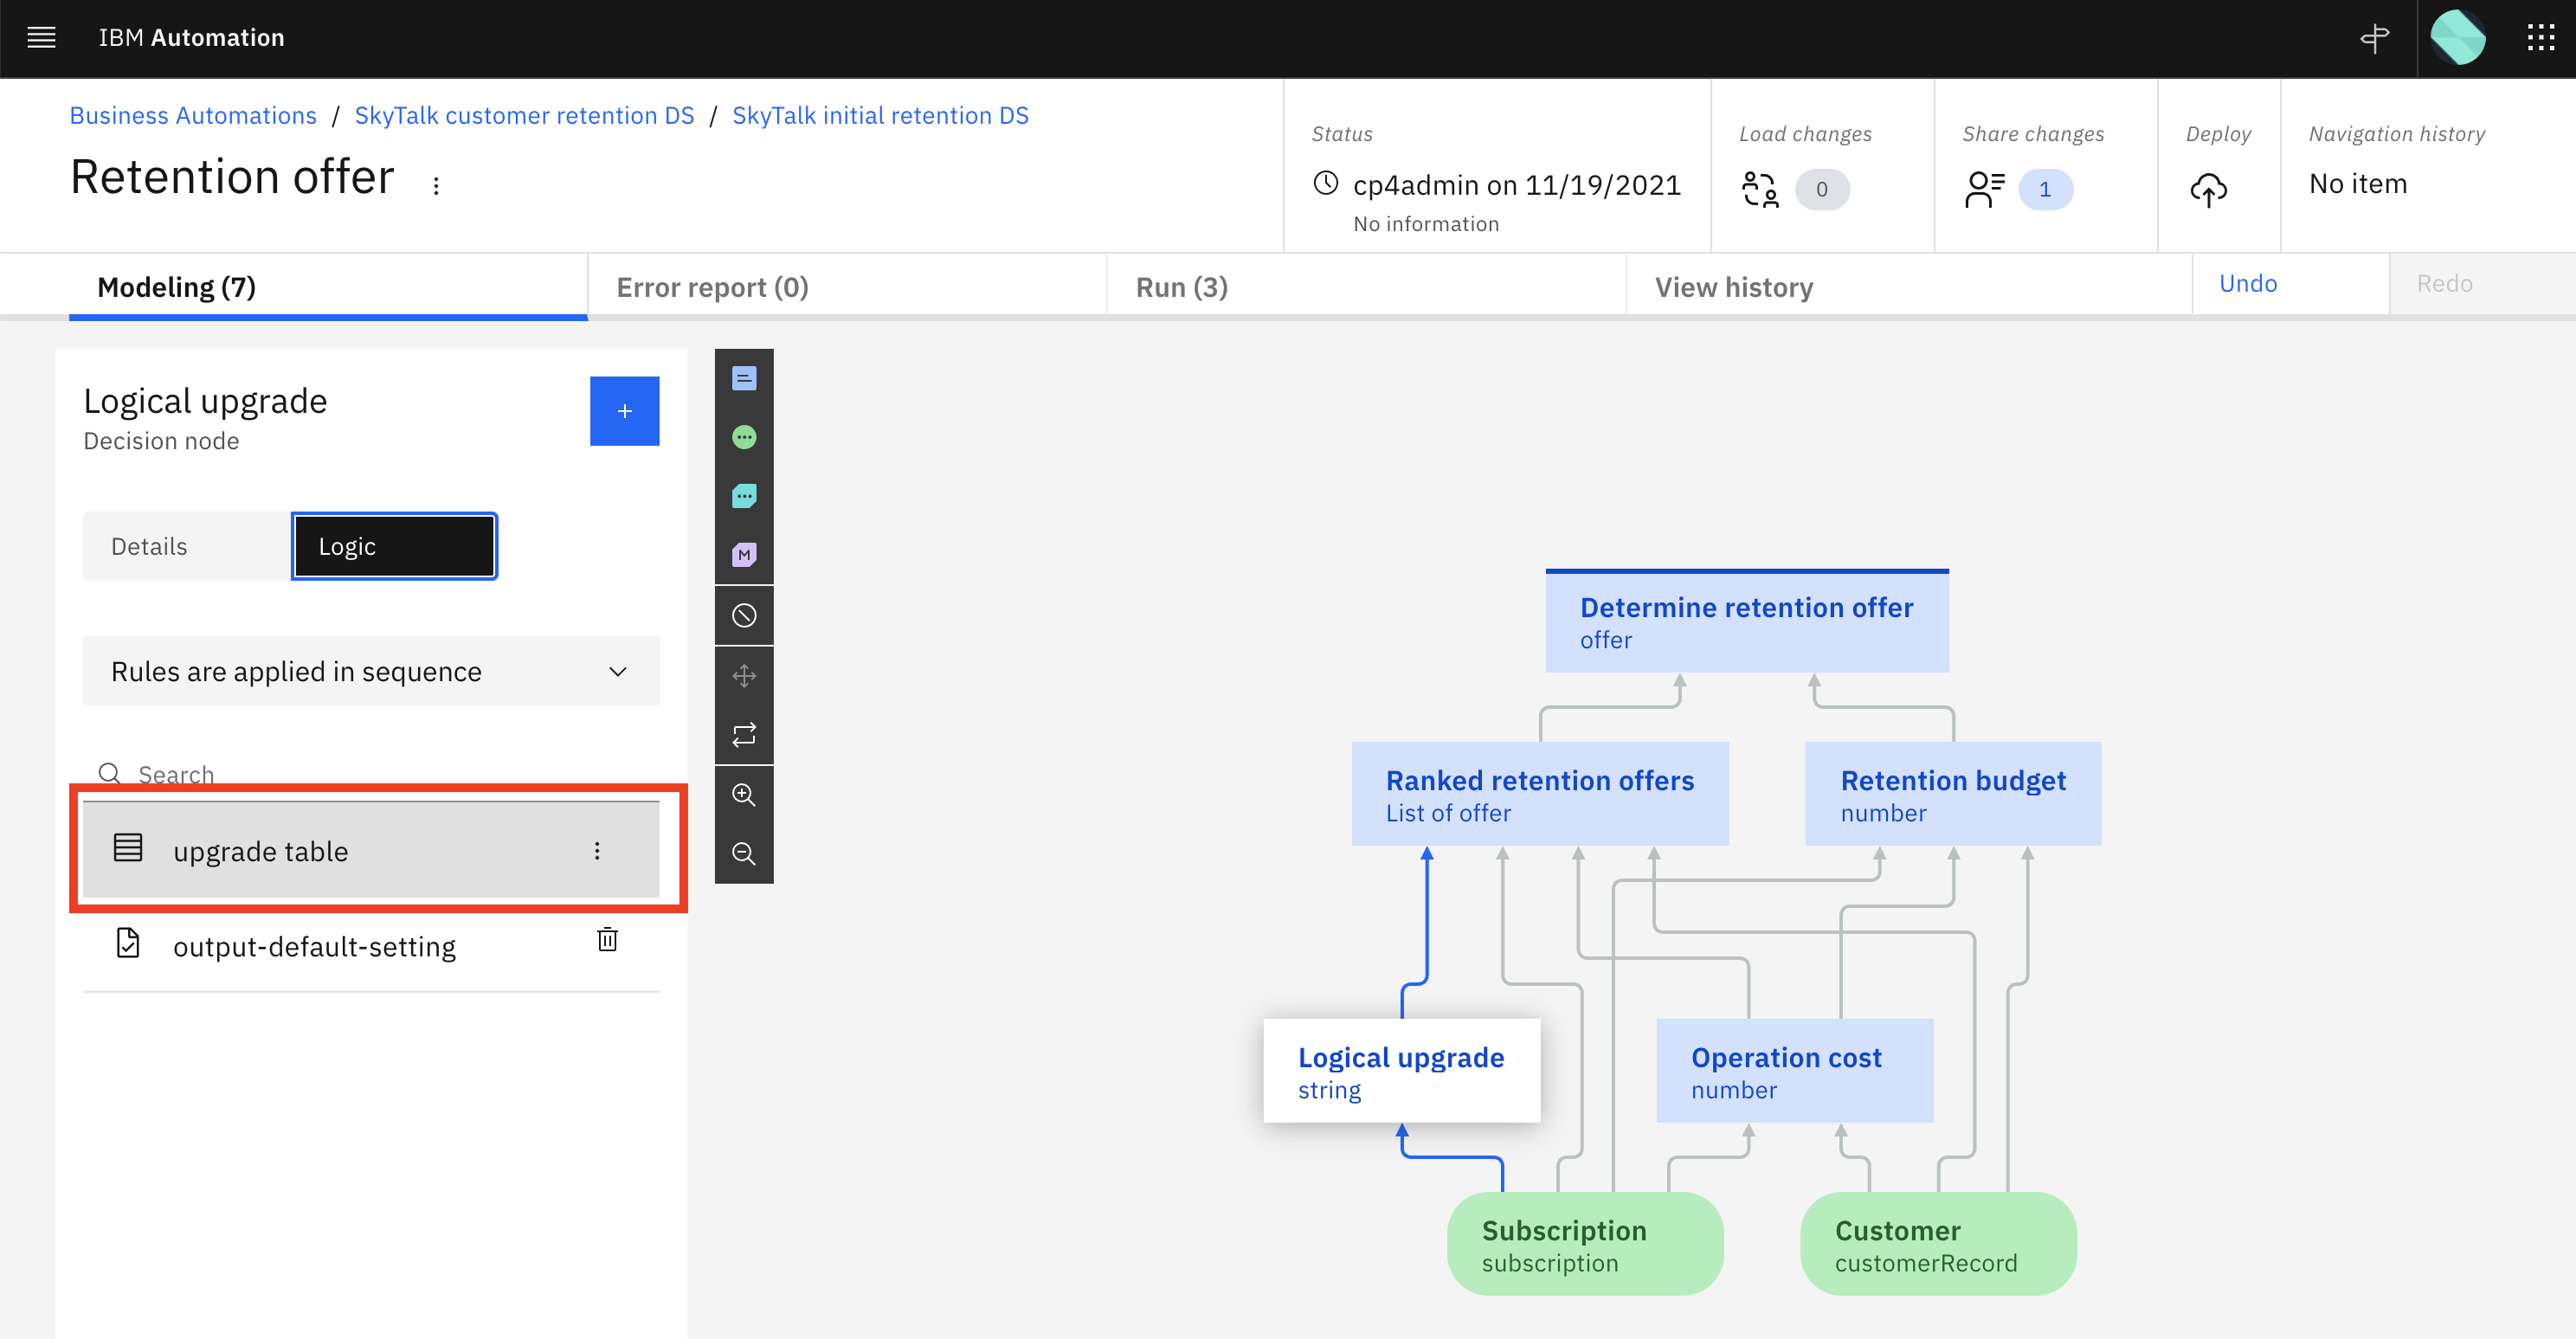 IBM Automation
Business Automations / SkyTalk customer retention DS / SkyTalk initial retention DS
Retention offer
Status
cp4admin on 11/19/2021
No information
Load changes
0
Share changes
1
Deploy
Navigation history
No item
Modeling (7)
Error report (0)
Run (3)
View history
Undo
Redo
Logical upgrade
Decision node
+
Details
Logic
Rules are applied in sequence
Search
upgrade table
output-default-setting
M
Determine retention offer
offer
Ranked retention offers
List of offer
Retention budget
number
Logical upgrade
string
Operation cost
number
Subscription
subscription
Customer
customerRecord